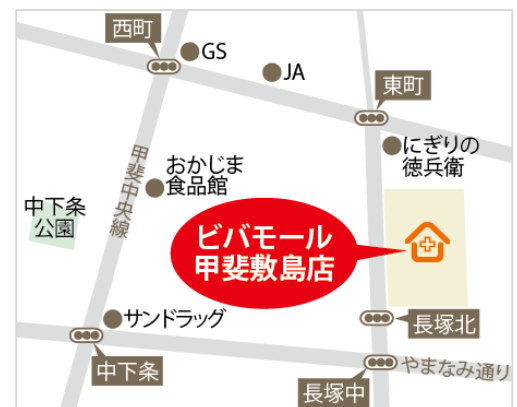 西町
GS
JA
東町
にぎりの
徳兵衛
甲斐中央線
おかじま
食品館
中下条
公園
ビバモール
甲斐敷島店
サンドラッグ
長塚北
中下条
やまなみ通り
長塚中